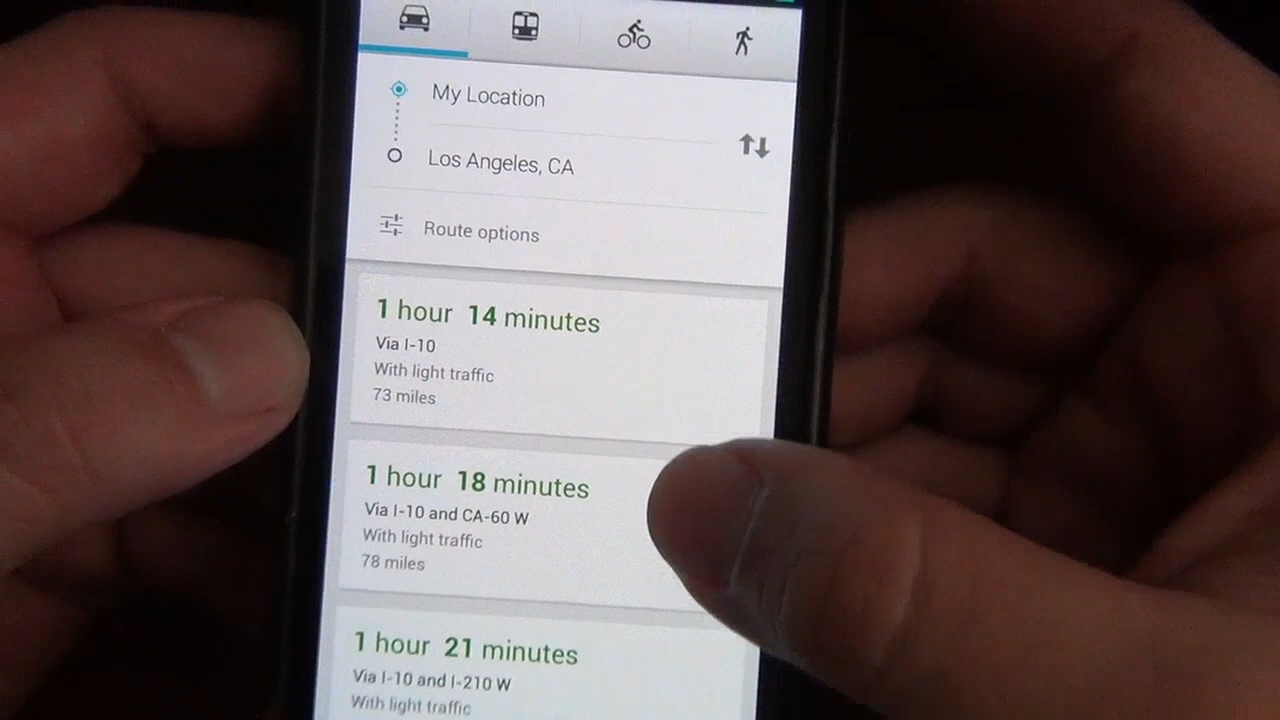 My Location
Los Angeles, CA
Route options
1 hour 14 minutes
Via I-10
With light traffic
73 miles
1 hour 18 minutes
Via I-10 and CA-60 W
With light traffic
78 miles
1 hour 21 minutes
Via I-10 and I-210 W
With light traffic